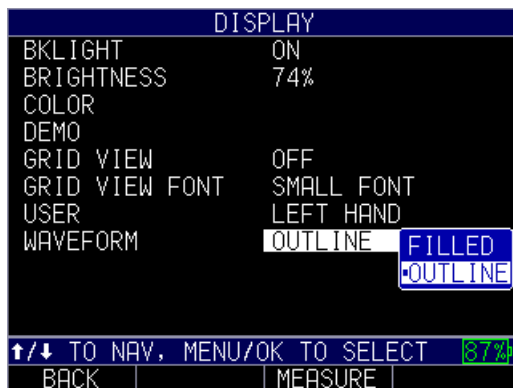 DISPLAY
BKLIGHT ON
BRIGHTNESS 74%
COLOR
DEMO
GRID VIEW OFF
GRID VIEW FONT SMALL FONT
USER LEFT HAND
WAVEFORM OUTLINE
FILLED
▪OUTLINE
↑/↓ TO NAV, MENU/OK TO SELECT 87%
BACK MEASURE